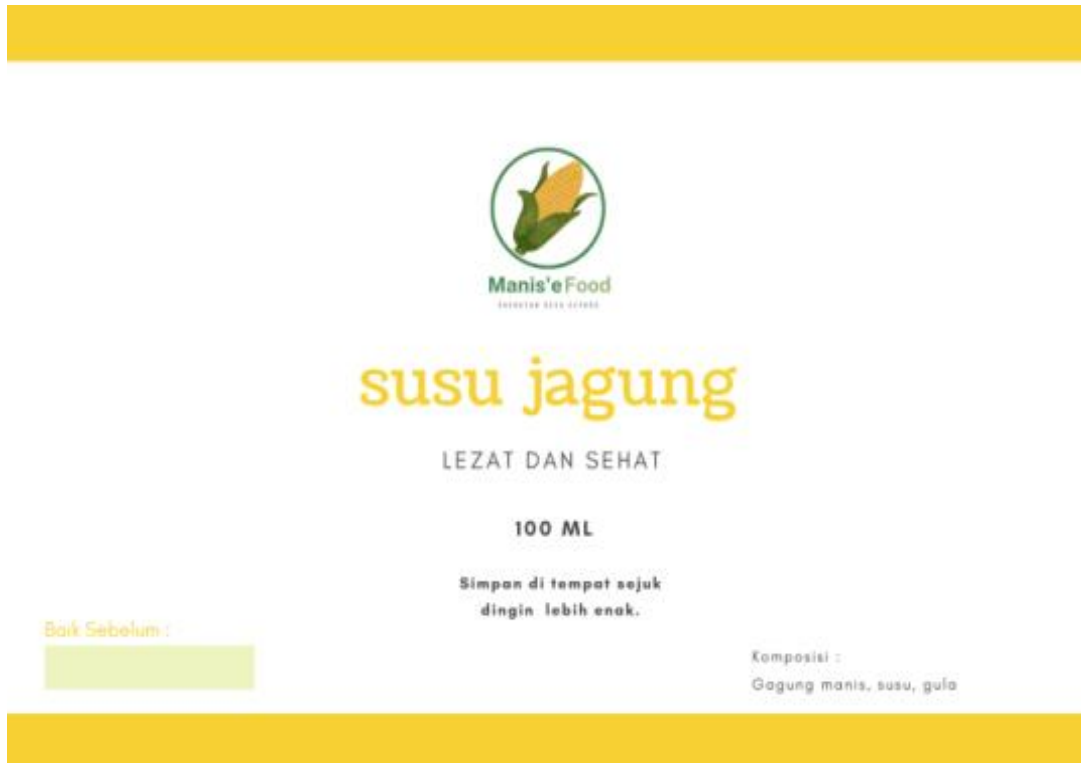 Manis'e Food
susu jagung
LEZAT DAN SEHAT
100 ML
Simpan di tempat sejuk
dingin lebih enak.
Baik Sebelum :
Komposisi :
Gagung manis, susu, gula